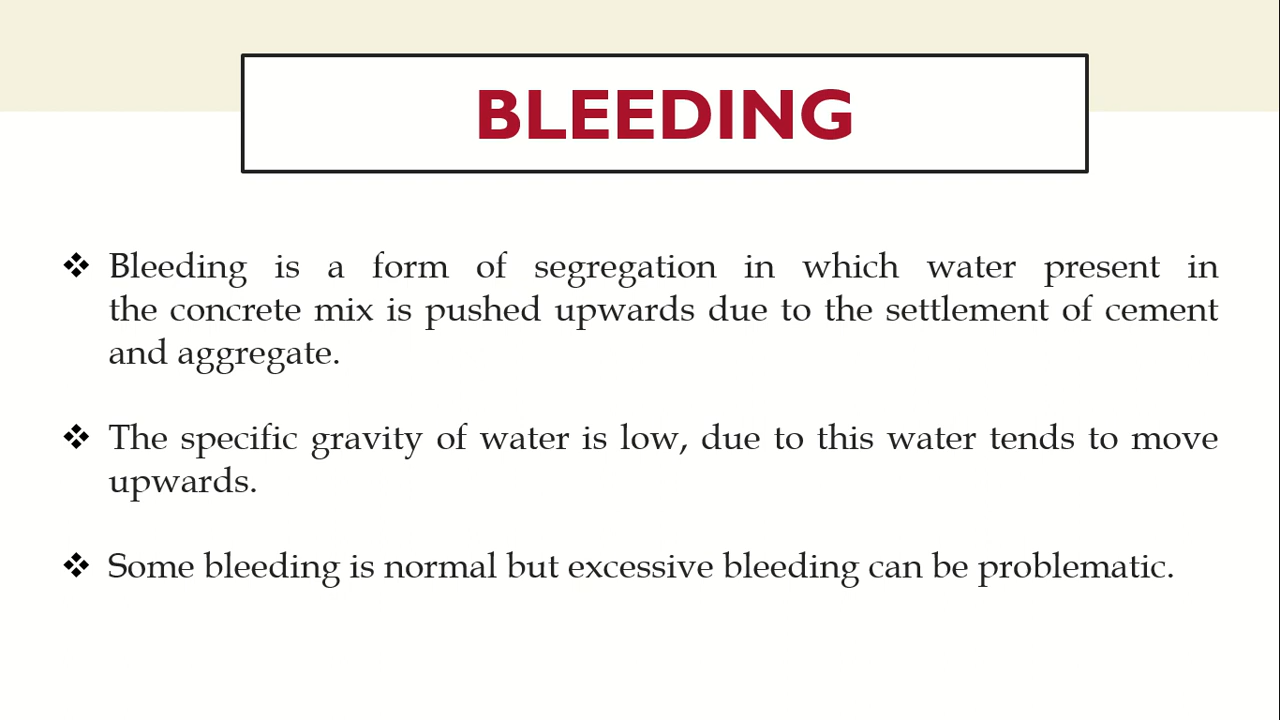 BLEEDING
❖ Bleeding is a form of segregation in which water present in
the concrete mix is pushed upwards due to the settlement of cement
and aggregate.
❖ The specific gravity of water is low, due to this water tends to move
upwards.
❖ Some bleeding is normal but excessive bleeding can be problematic.